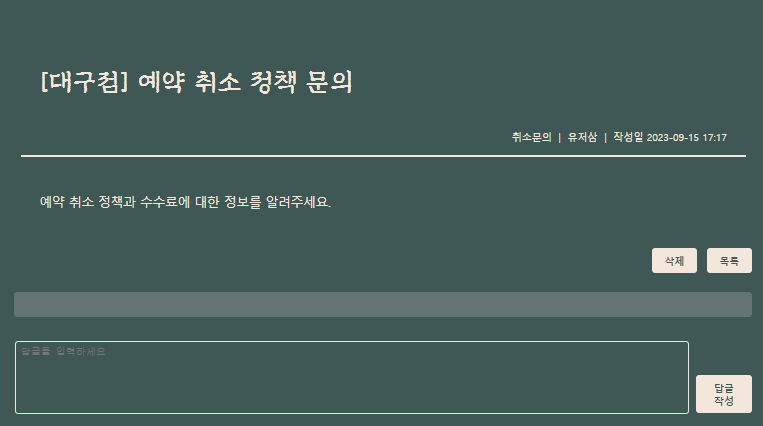 [대구점] 예약 취소 정책 문의
취소문의 | 유저삼 | 작성일 2023-09-15 17:17
예약 취소 정책과 수수료에 대한 정보를 알려주세요.
삭제
목록
답글을 입력하세요
답글
작성